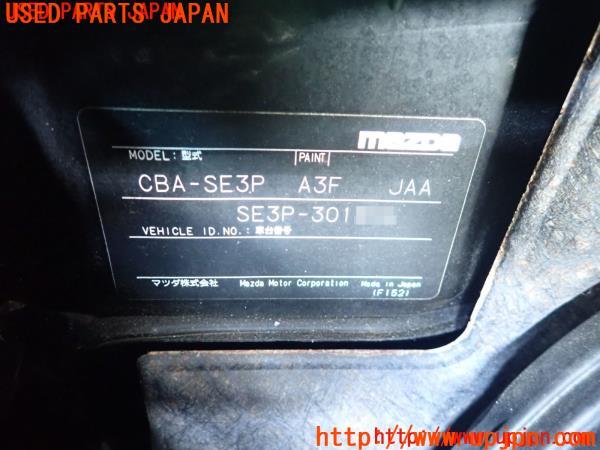 USED PARTS JAPAN
mazda
MODEL: 型式 PAINT
CBA-SE3P A3F JAA
SE3P-301
VEHICLE ID.NO.: 車台番号
マツダ株式会社 Mazda Motor Corporation Made in Japan
(F152)